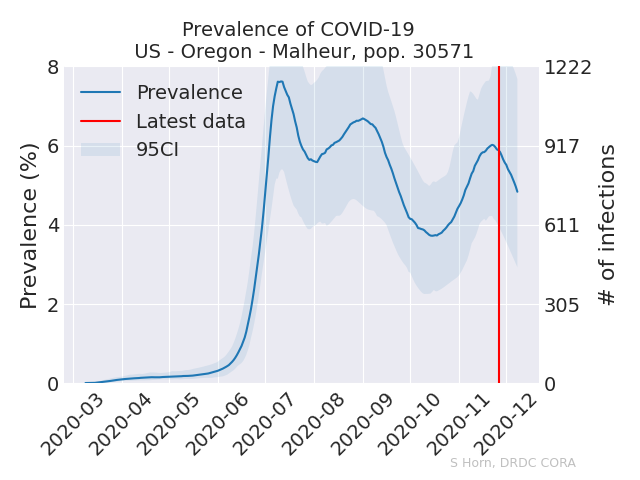 Prevalence of COVID-19
US - Oregon - Malheur, pop. 30571
Prevalence
Latest data
95CI
Prevalence (%)
8
6
4
2
0
1222
917
611
305
0
# of infections
2020-03
2020-04
2020-05
2020-06
2020-07
2020-08
2020-09
2020-10
2020-11
2020-12
S Horn, DRDC CORA